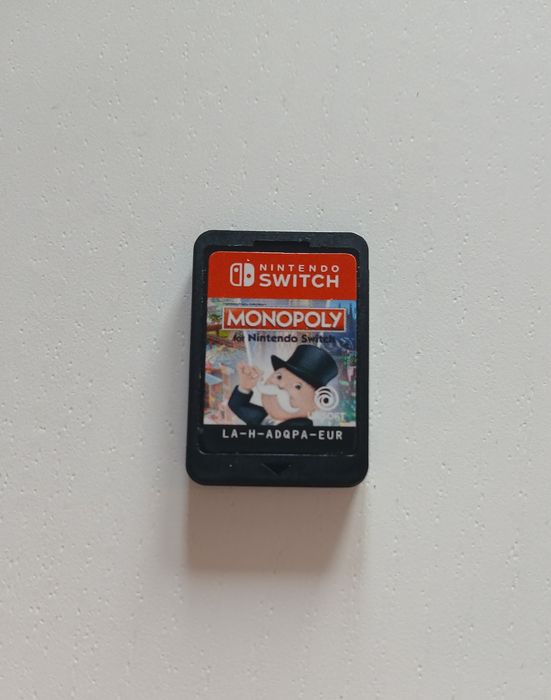 NINTENDO
SWITCH
MONOPOLY
for Nintendo Switch
LA-H-ADQPA-EUR